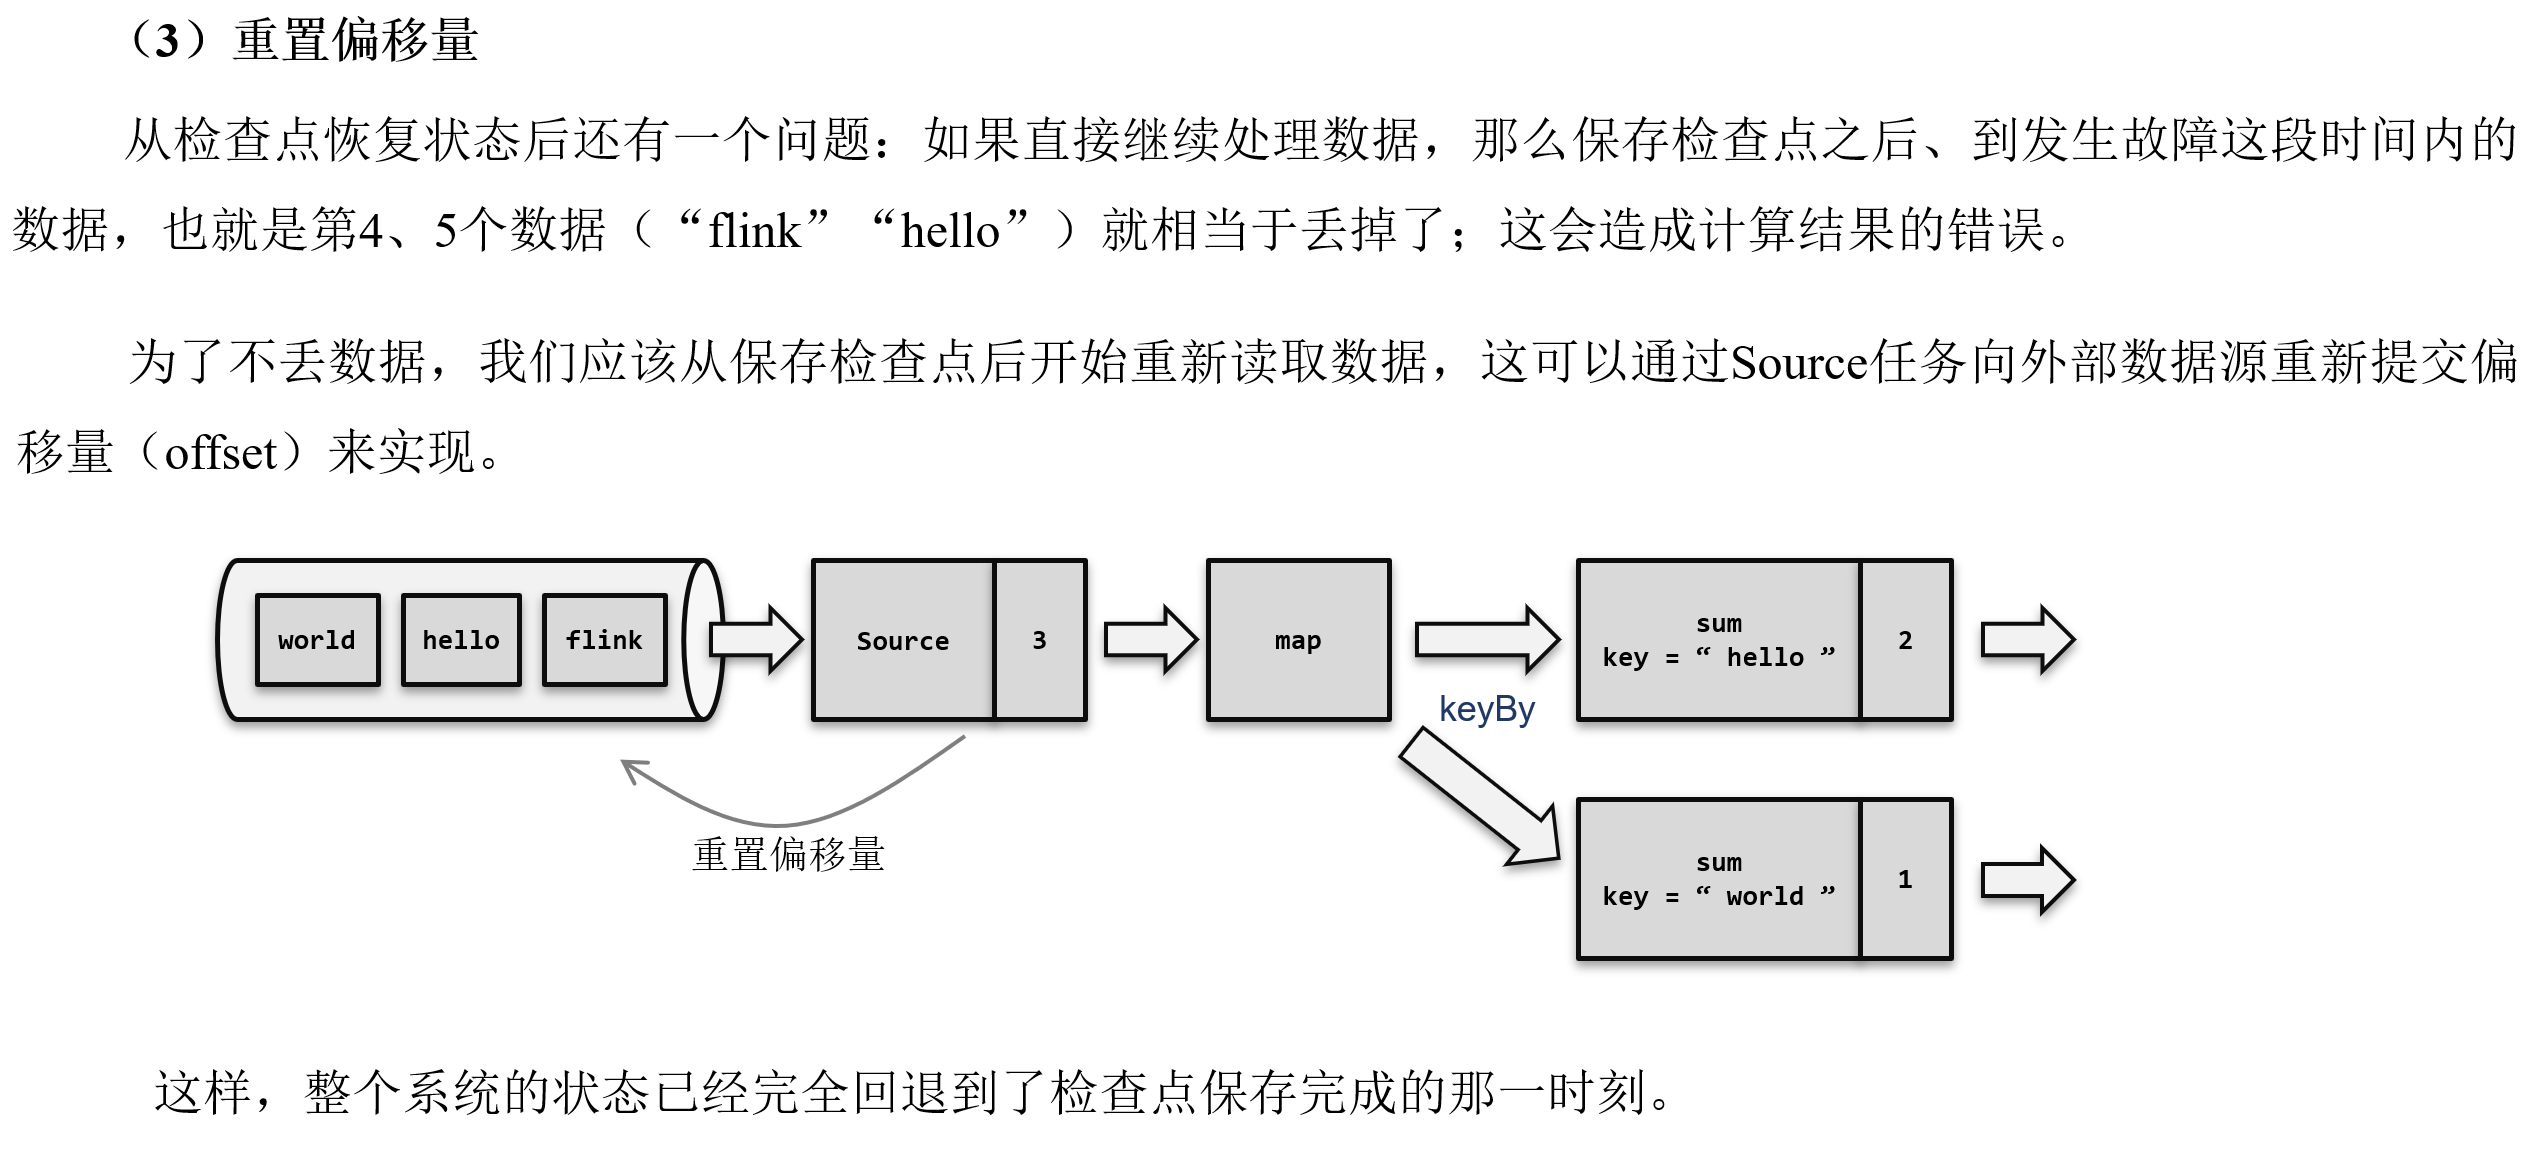 （3）重置偏移量
从检查点恢复状态后还有一个问题：如果直接继续处理数据，那么保存检查点之后、到发生故障这段时间内的
数据，也就是第4、5个数据（“flink”“hello”）就相当于丢掉了；这会造成计算结果的错误。
为了不丢数据，我们应该从保存检查点后开始重新读取数据，这可以通过Source任务向外部数据源重新提交偏
移量（offset）来实现。
world hello flink Source 3 map
sum
key = “ hello ”
2
keyBy
重置偏移量
sum
key = “ world ”
1
这样，整个系统的状态已经完全回退到了检查点保存完成的那一时刻。